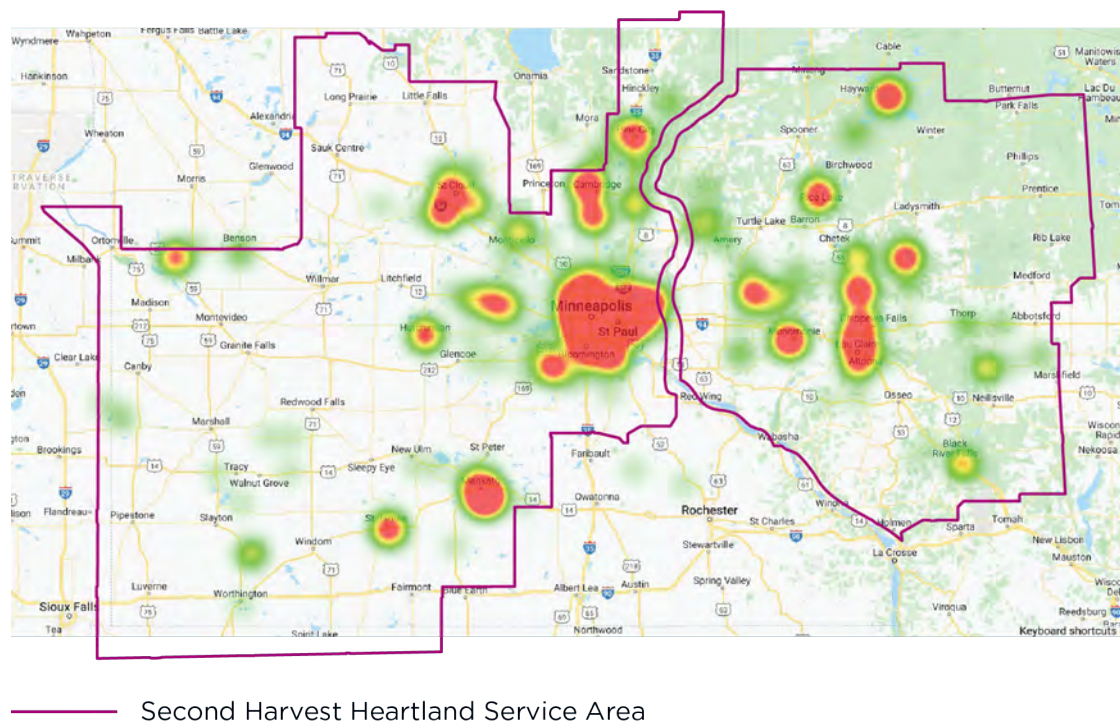 Fergus Falls Battle Lake
Wahpeton
Wyndmere
Cable
Manitowis
Waters
Hankinson
Onamia
Sandstone
Hinckley
Hayward
Butternut
Lac Du
Flambeau
Park Falls
Long Prairie
Little Falls
Alexandria
Mora
Spooner
Winter
Wheaton
Sauk Centre
Glenwood
Birchwood
Phillips
TRAVERSE
RVATION
Morris
St Cloud
Princeton
Cambridge
Prentice
Rice Lake
Ladysmith
Turtle Lake
Barron
Summit
Ortonville
Benson
Monticello
Amery
Chetek
Rib Lake
Milbank
Willmar
Litchfield
Medford
Madison
Montevideo
Minneapolis
Chippewa Falls
Thorp
Abbotsford
ertown
Hutchinson
St Paul
Menomonie
Clear Lake
Granite Falls
Glencoe
Bloomington
Eau Claire
Altoona
Canby
Marshfield
Redwood Falls
Red Wing
Osseo
Neillsville
Marshall
Wabasha
Brookings
New Ulm
St Peter
Faribault
Black
River Falls
Tracy
Sleepy Eye
Nekoosa
Walnut Grove
Mankato
Owatonna
Winona
Flandreau
Pipestone
Slayton
Rochester
St Charles
Holmen
Sparta
Tomah
Windom
Stewartville
La Crosse
New Lisbon
Mauston
Luverne
Worthington
Fairmont
Blue Earth
Albert Lea
Austin
Spring Valley
Sioux Falls
Viroqua
Reedsburg
Tea
Spirit Lake
Northwood
Keyboard shortcuts
Second Harvest Heartland Service Area